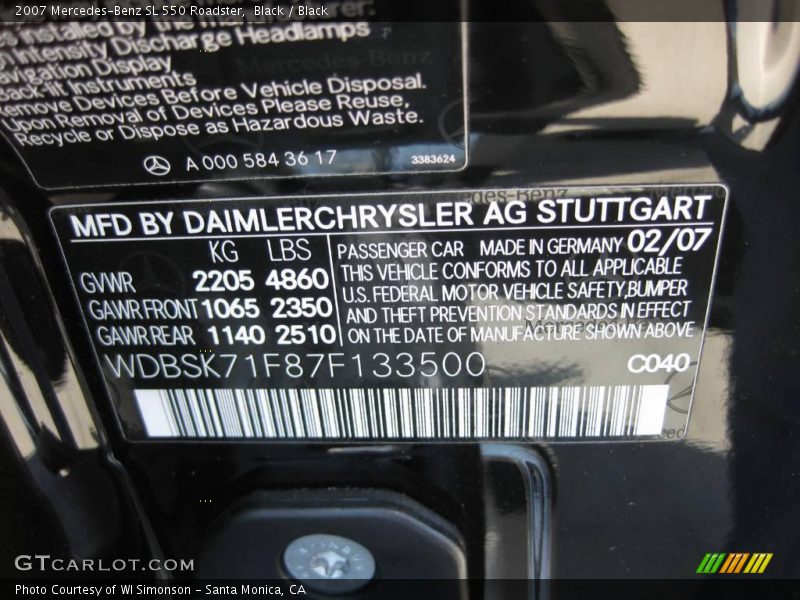 2007 Mercedes-Benz SL 550 Roadster, Black / Black
Intensity Discharge Headlamps
Navigation Display
Back-lit Instruments
Remove Devices Before Vehicle Disposal.
Upon Removal of Devices Please Reuse,
Recycle or Dispose as Hazardous Waste.
A 000 584 36 17
3383624
MFD BY DAIMLERCHRYSLER AG STUTTGART
KG LBS
GVWR 2205 4860
GAWR FRONT 1065 2350
GAWR REAR 1140 2510
PASSENGER CAR MADE IN GERMANY 02/07
THIS VEHICLE CONFORMS TO ALL APPLICABLE
U.S. FEDERAL MOTOR VEHICLE SAFETY, BUMPER
AND THEFT PREVENTION STANDARDS IN EFFECT
ON THE DATE OF MANUFACTURE SHOWN ABOVE
WDBSK71F87F133500
C040
GTCARLOT.COM
Photo Courtesy of WI Simonson - Santa Monica, CA